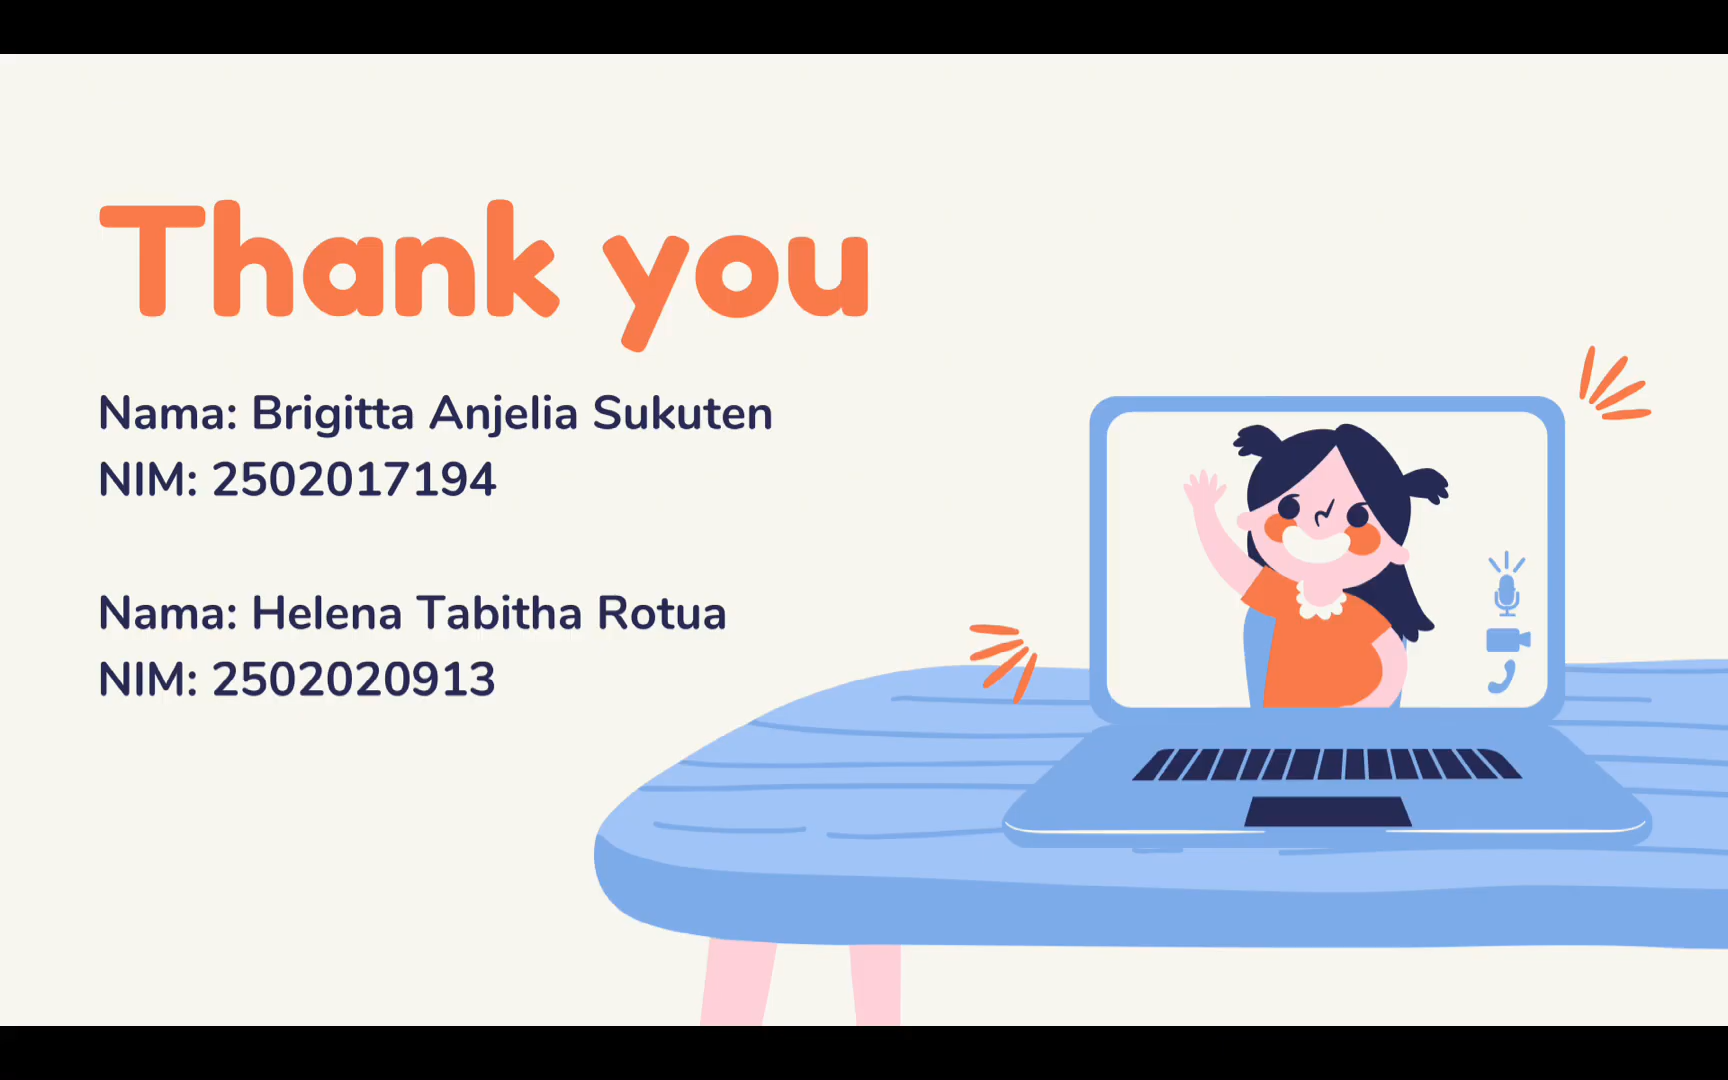 Thank you
Nama: Brigitta Anjelia Sukuten
NIM: 2502017194
Nama: Helena Tabitha Rotua
NIM: 2502020913